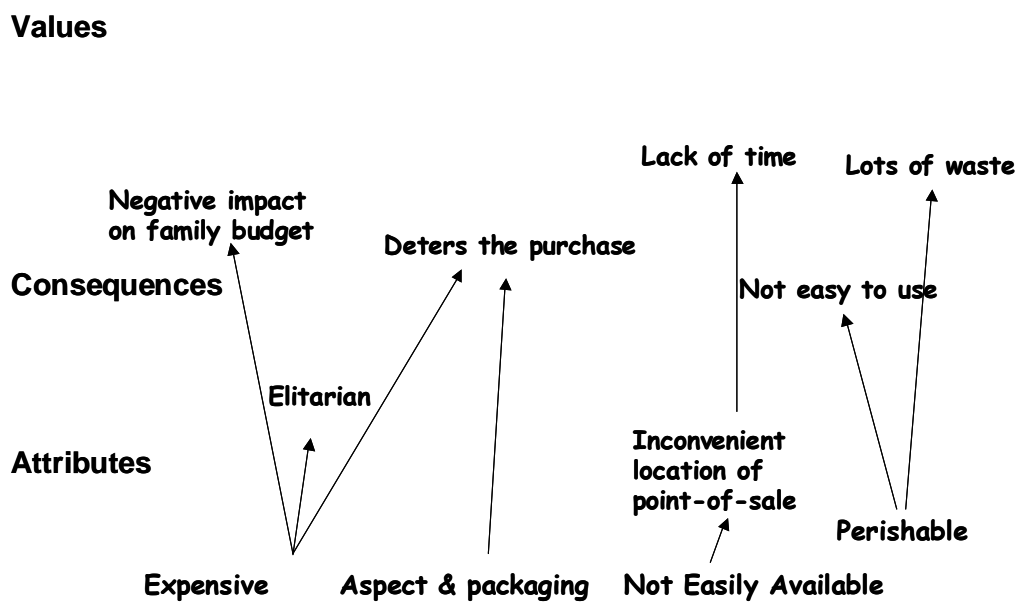 Values
Lack of time
Lots of waste
Negative impact
on family budget
Deters the purchase
Consequences
Not easy to use
Elitarian
Attributes
Inconvenient
location of
point-of-sale
Perishable
Expensive
Aspect & packaging
Not Easily Available